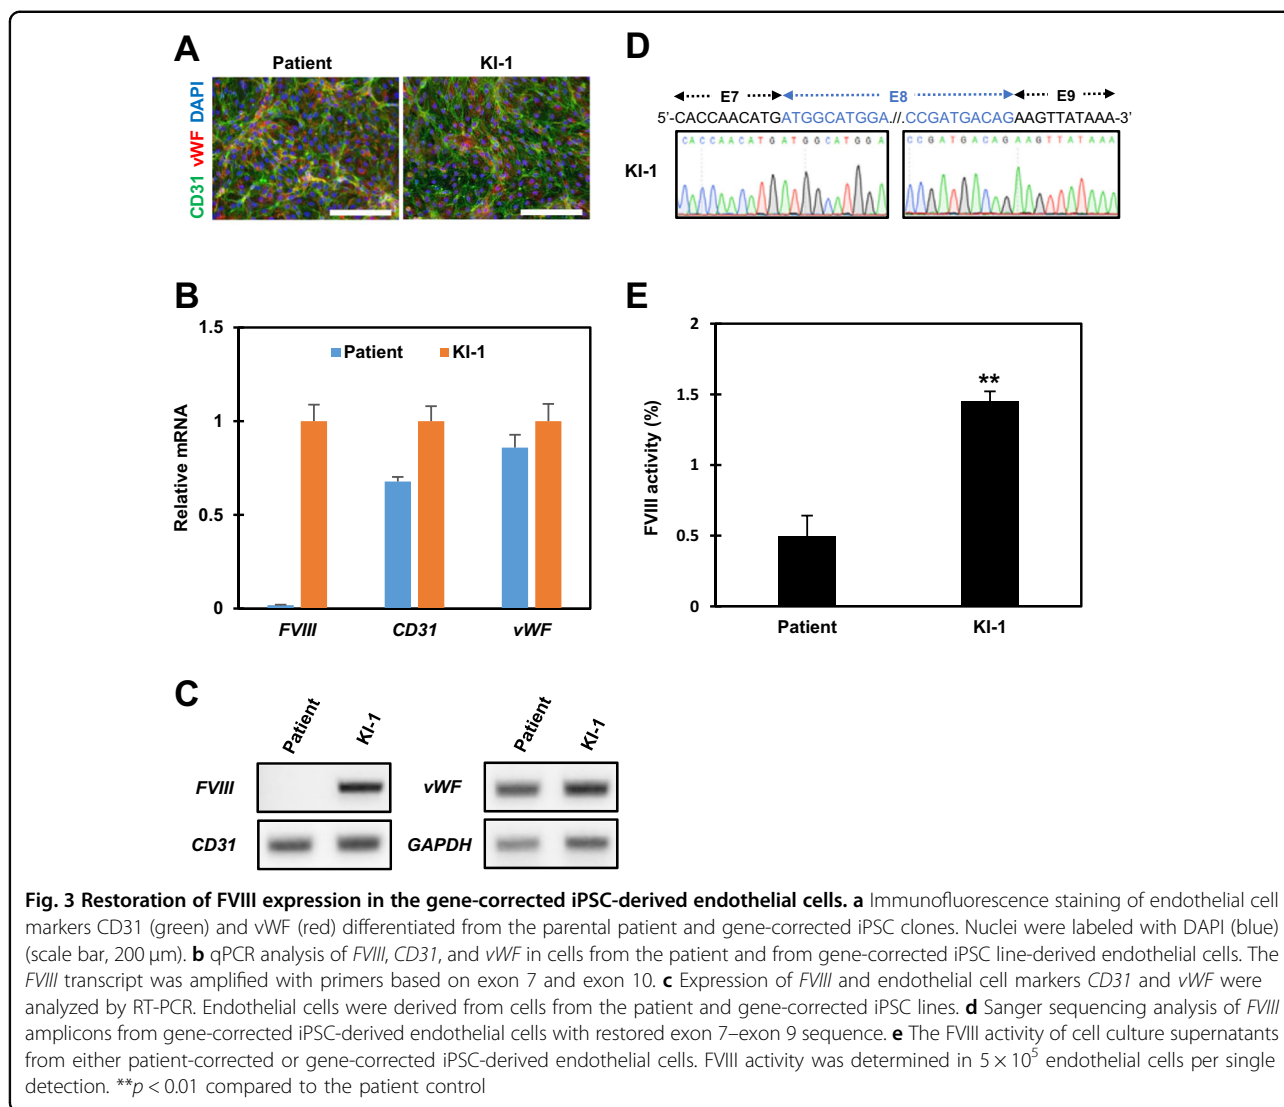 A
Patient
KI-1
CD31 vWF DAPI
D
E7
E8
E9
5'-CACCAACATGATGGCATGGA.//.CCGATGACAGAAGTTATAAA-3'
CACCAACATGATGGCATGGA
CCGATGACAGAAGTTATAAA
KI-1
B
Relative mRNA
1.5
1
0.5
0
Patient
KI-1
FVIII
CD31
vWF
E
FVIII activity (%)
2
1.5
1
0.5
0
**
Patient
KI-1
C
Patient
KI-1
FVIII
CD31
Patient
KI-1
vWF
GAPDH
Fig. 3 Restoration of FVIII expression in the gene-corrected iPSC-derived endothelial cells. a Immunofluorescence staining of endothelial cell
markers CD31 (green) and vWF (red) differentiated from the parental patient and gene-corrected iPSC clones. Nuclei were labeled with DAPI (blue)
(scale bar, 200 μm). b qPCR analysis of FVIII, CD31, and vWF in cells from the patient and from gene-corrected iPSC line-derived endothelial cells. The
FVIII transcript was amplified with primers based on exon 7 and exon 10. c Expression of FVIII and endothelial cell markers CD31 and vWF were
analyzed by RT-PCR. Endothelial cells were derived from cells from the patient and gene-corrected iPSC lines. d Sanger sequencing analysis of FVIII
amplicons from gene-corrected iPSC-derived endothelial cells with restored exon 7–exon 9 sequence. e The FVIII activity of cell culture supernatants
from either patient-corrected or gene-corrected iPSC-derived endothelial cells. FVIII activity was determined in 5 × 10⁵ endothelial cells per single
detection. **p < 0.01 compared to the patient control